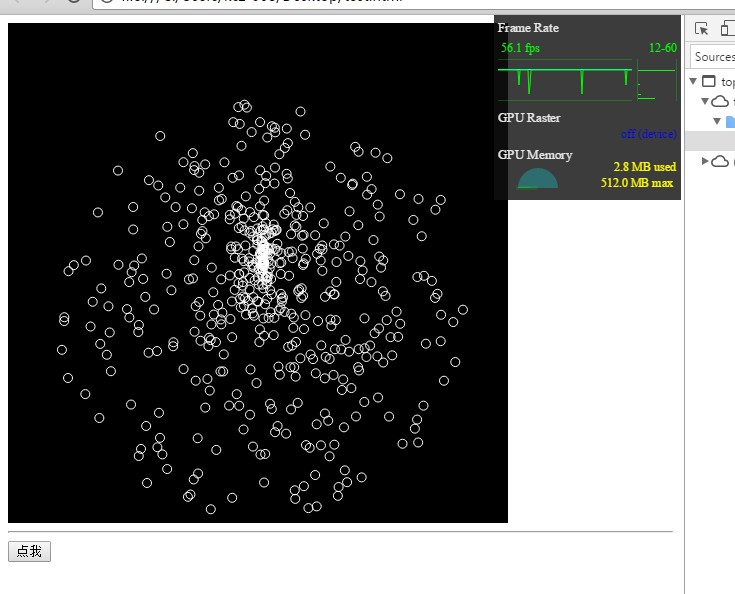 Frame Rate
56.1 fps 12-60
GPU Raster
off (device)
GPU Memory
2.8 MB used
512.0 MB max
Sources
top
点我